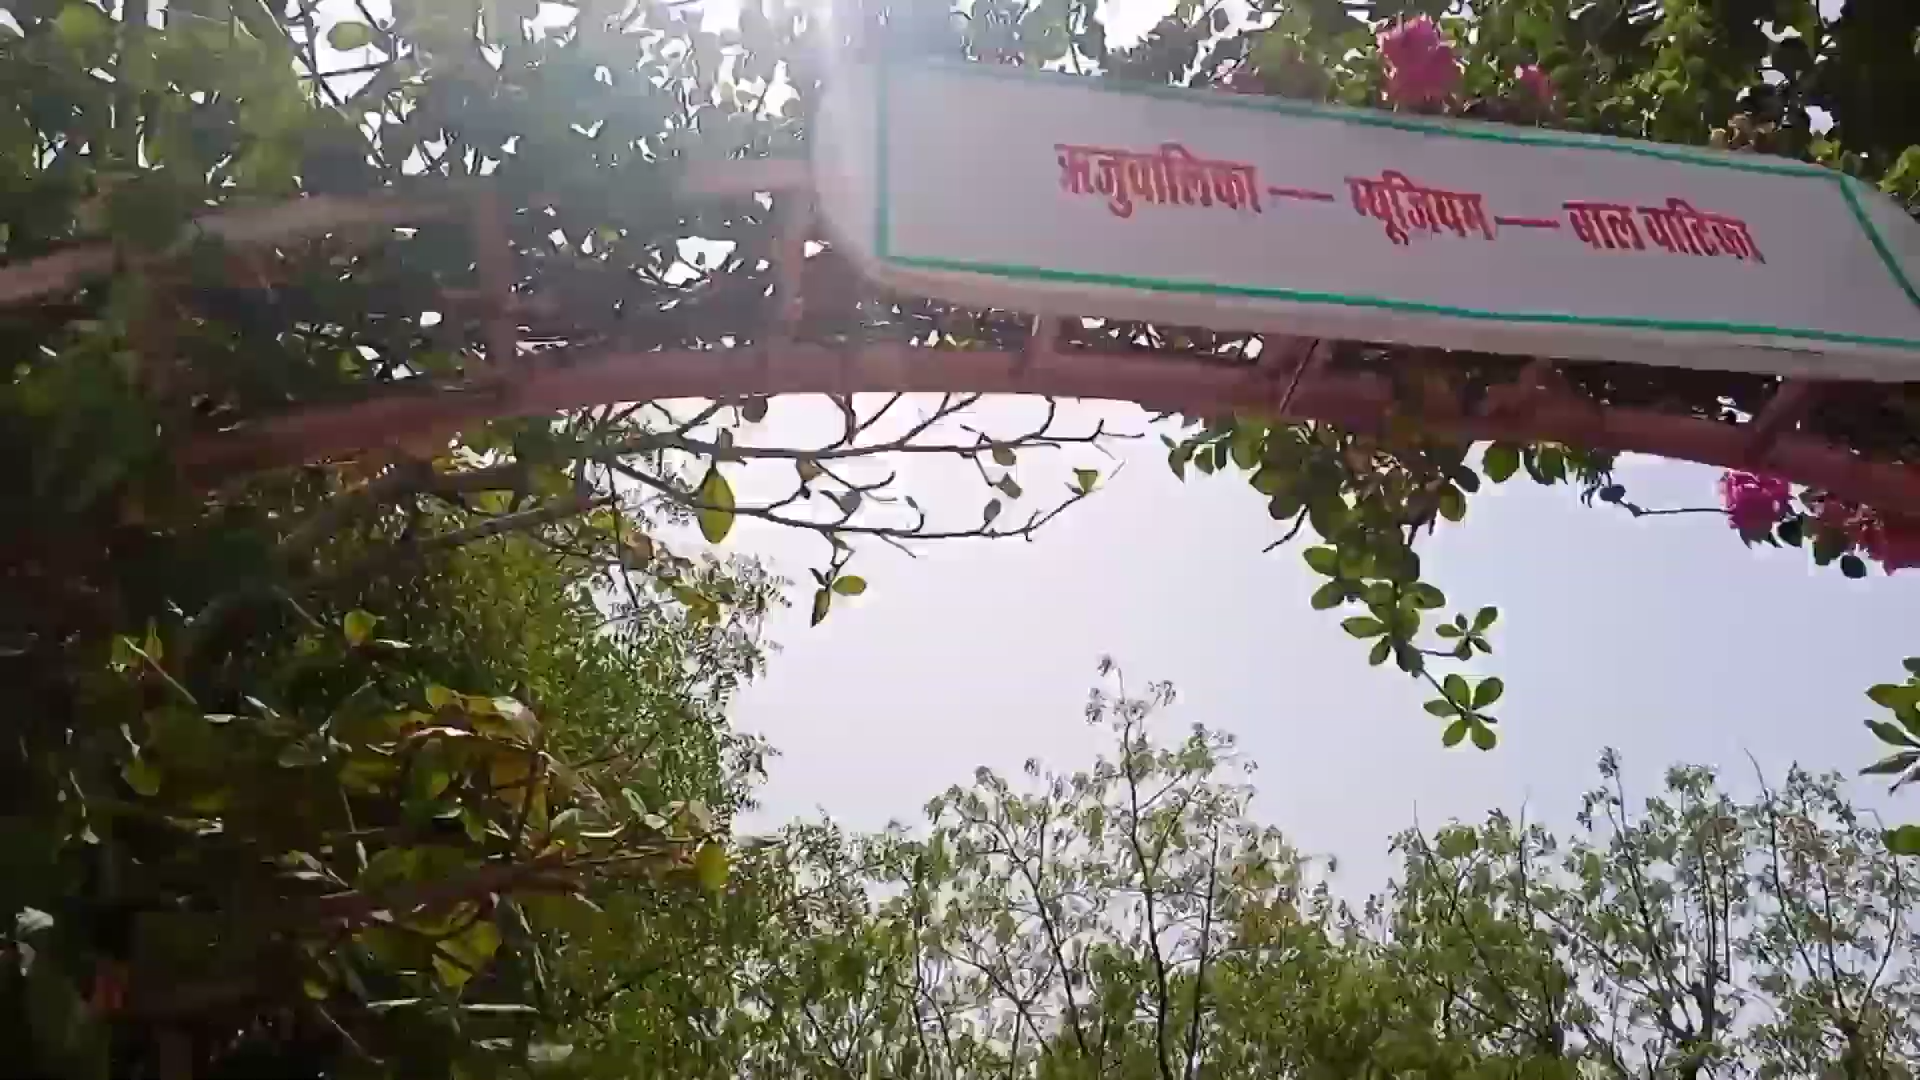 ऋजुवालिका — म्यूजियम — बाल वाटिका